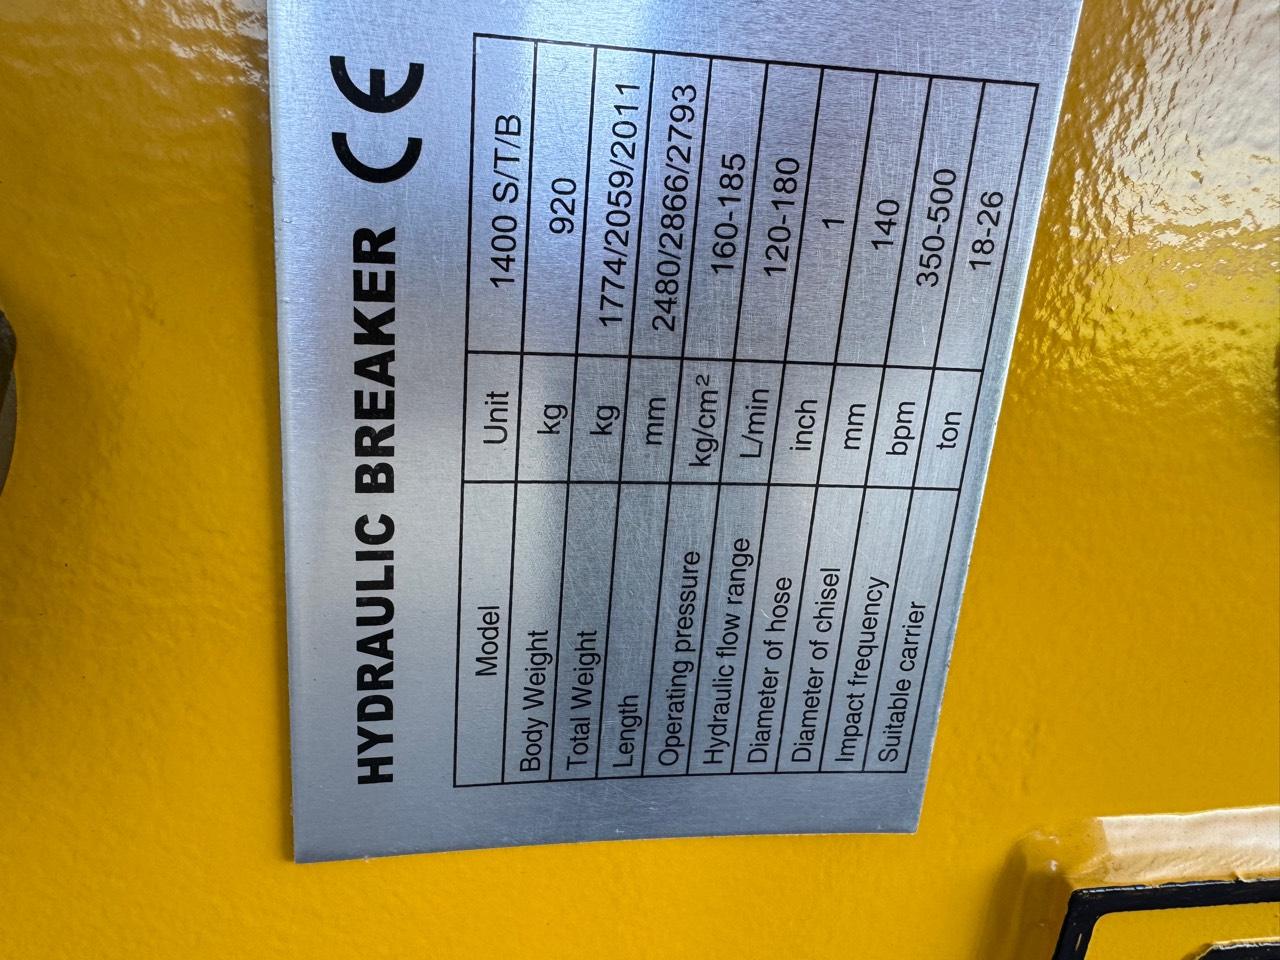 HYDRAULIC BREAKER CE
Model Unit 1400 S/T/B
Body Weight kg 920
Total Weight kg 1774/2059/2011
Length mm 2480/2866/2793
Operating pressure kg/cm² 160-185
Hydraulic flow range L/min 120-180
Diameter of hose inch 1
Diameter of chisel mm 140
Impact frequency bpm 350-500
Suitable carrier ton 18-26